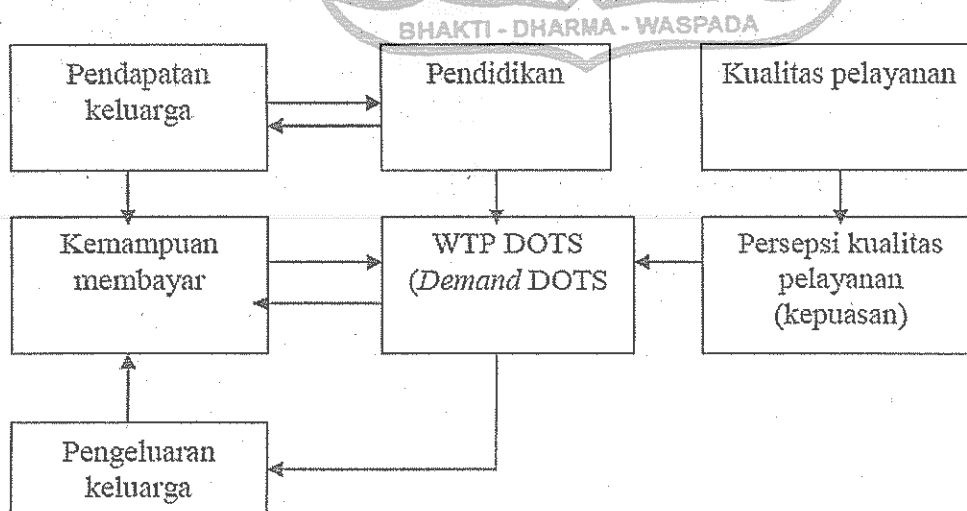 BHAKTI - DHARMA - WASPADA
Pendapatan
keluarga
Pendidikan
Kualitas pelayanan
Kemampuan
membayar
WTP DOTS
(Demand DOTS
Persepsi kualitas
pelayanan
(kepuasan)
Pengeluaran
keluarga